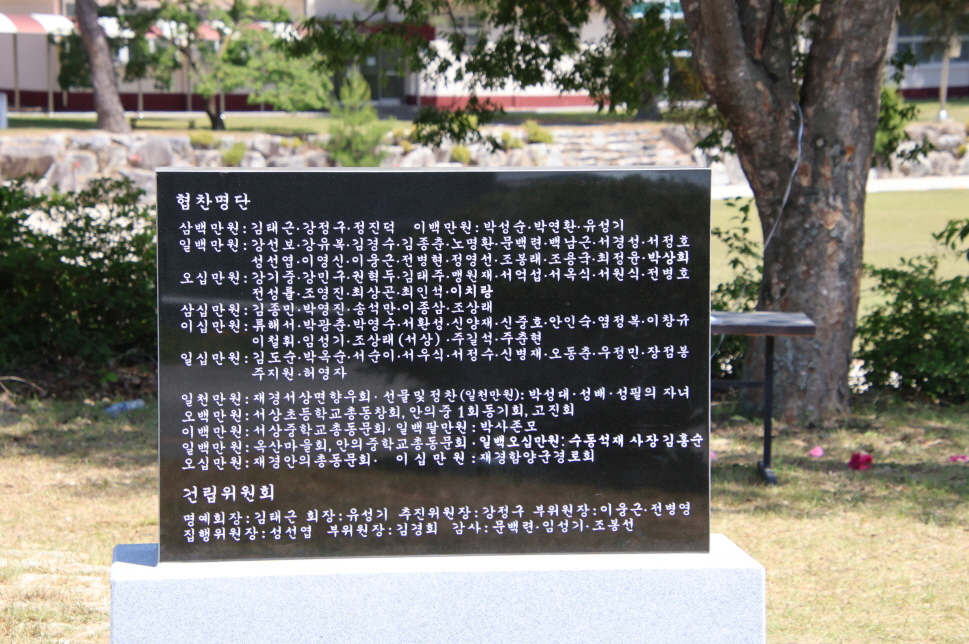 협찬명단
삼백만원:김태근·강정구·정진덕 이백만원:박성순·박연환·유성기
일백만원:강선보·강유복·김경수·김종춘·노명환·문백련·백남근·서경성·서정호
성선엽·이영신·이웅근·전병현·정영선·조봉태·조용국·최정윤·박상희
오십만원:강기중·강민구·권혁두·김태주·맹원재·서억섭·서옥식·서원식·전병호
전성률·조영진·최상곤·최인석·이치랑
삼십만원:김종민·박영진·송석만·이종삼·조상래
이십만원:류해서·박광춘·박영수·서환성·신양재·신중호·안인숙·염정복·이창규
이철휘·임성기·조상래(서상)·주길석·주춘현
일십만원:김도순·박옥순·서순이·서우식·서정수·신병재·오동춘·우정민·장점봉
주지원·허영자
일천만원:재경서상면향우회·선물및정찬(일천만원):박성대·성배·성필의 자녀
오백만원:서상초등학교총동창회, 안의중 1회동기회, 고진회
이백만원:서상중학교총동문회·일백팔만원:박사존모
일백만원:옥산마을회, 안의중학교총동문회·일백오십만원:수동석재 사장 김홍순
오십만원:재경안의총동문회· 이십만원:재경함양군경로회
건립위원회
명예회장:김태근 회장:유성기 추진위원장:강정구 부위원장:이웅근·전병영
집행위원장:성선엽 부위원장:김경회 감사:문백련·임성기·조봉선